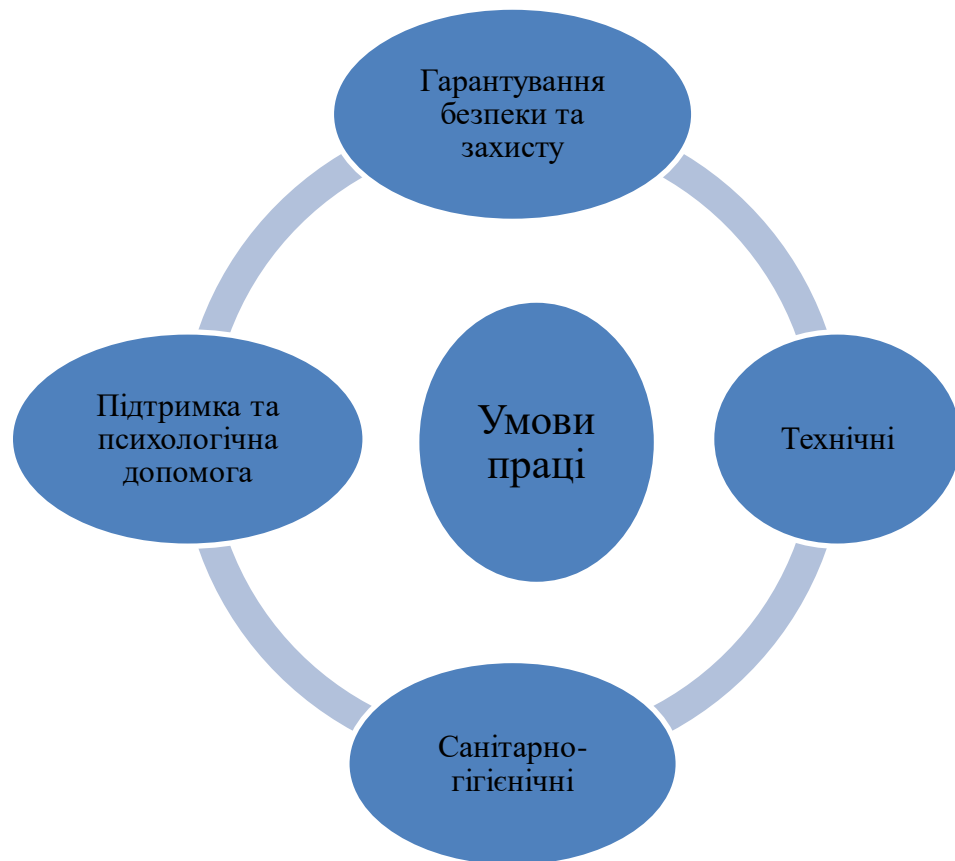 Гарантування
безпеки та
захисту
Підтримка та
психологічна
допомога
Умови
праці
Технічні
Санітарно-
гігієнічні